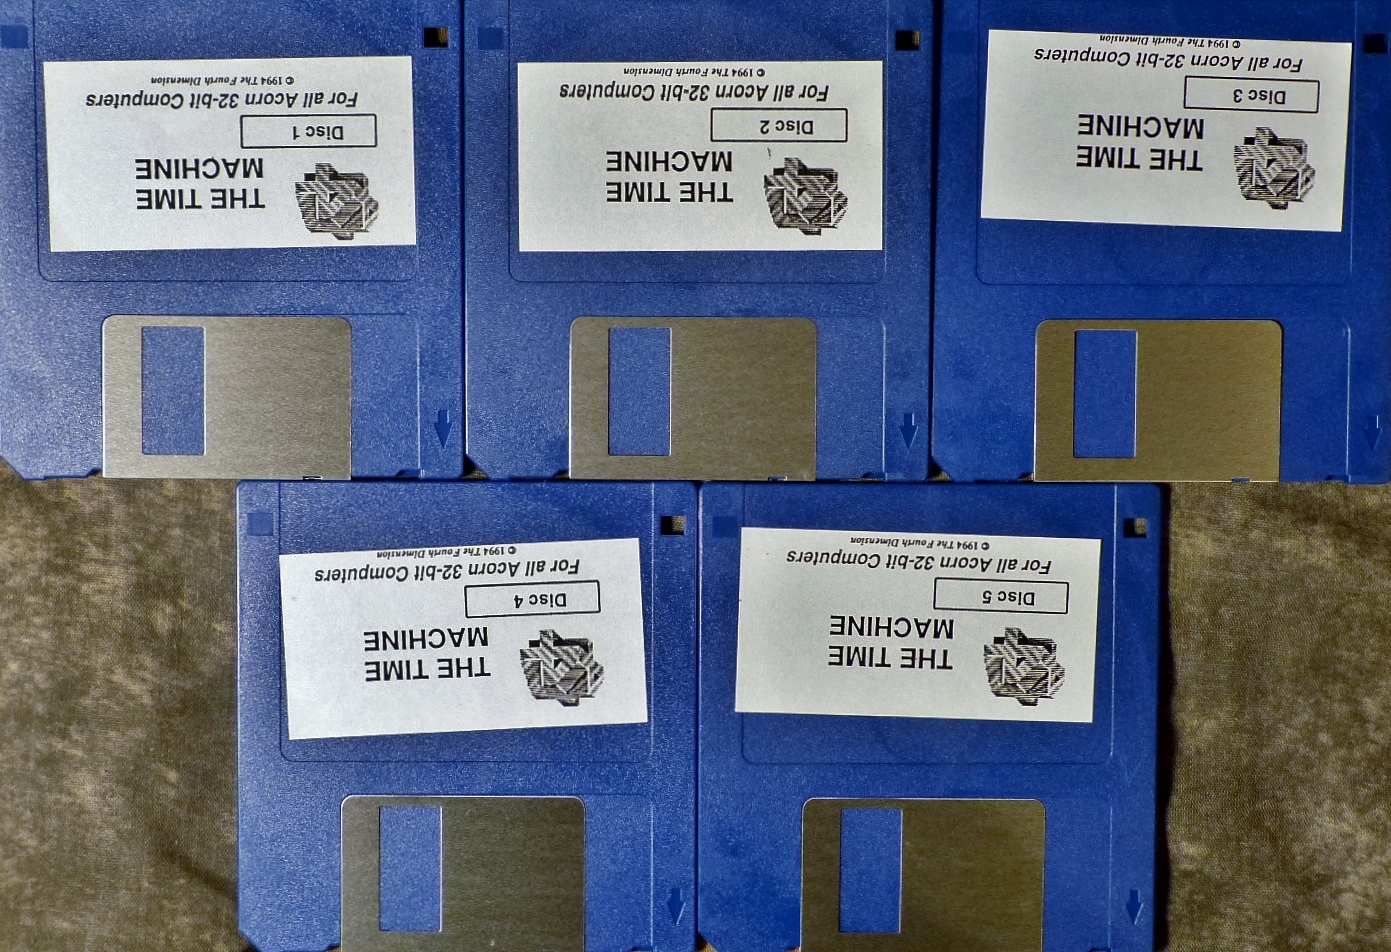 THE TIME
MACHINE
Disc 1
For all Acorn 32-bit Computers
© 1994 The Fourth Dimension
THE TIME
MACHINE
Disc 2
For all Acorn 32-bit Computers
© 1994 The Fourth Dimension
THE TIME
MACHINE
Disc 3
For all Acorn 32-bit Computers
© 1994 The Fourth Dimension
THE TIME
MACHINE
Disc 4
For all Acorn 32-bit Computers
© 1994 The Fourth Dimension
THE TIME
MACHINE
Disc 5
For all Acorn 32-bit Computers
© 1994 The Fourth Dimension